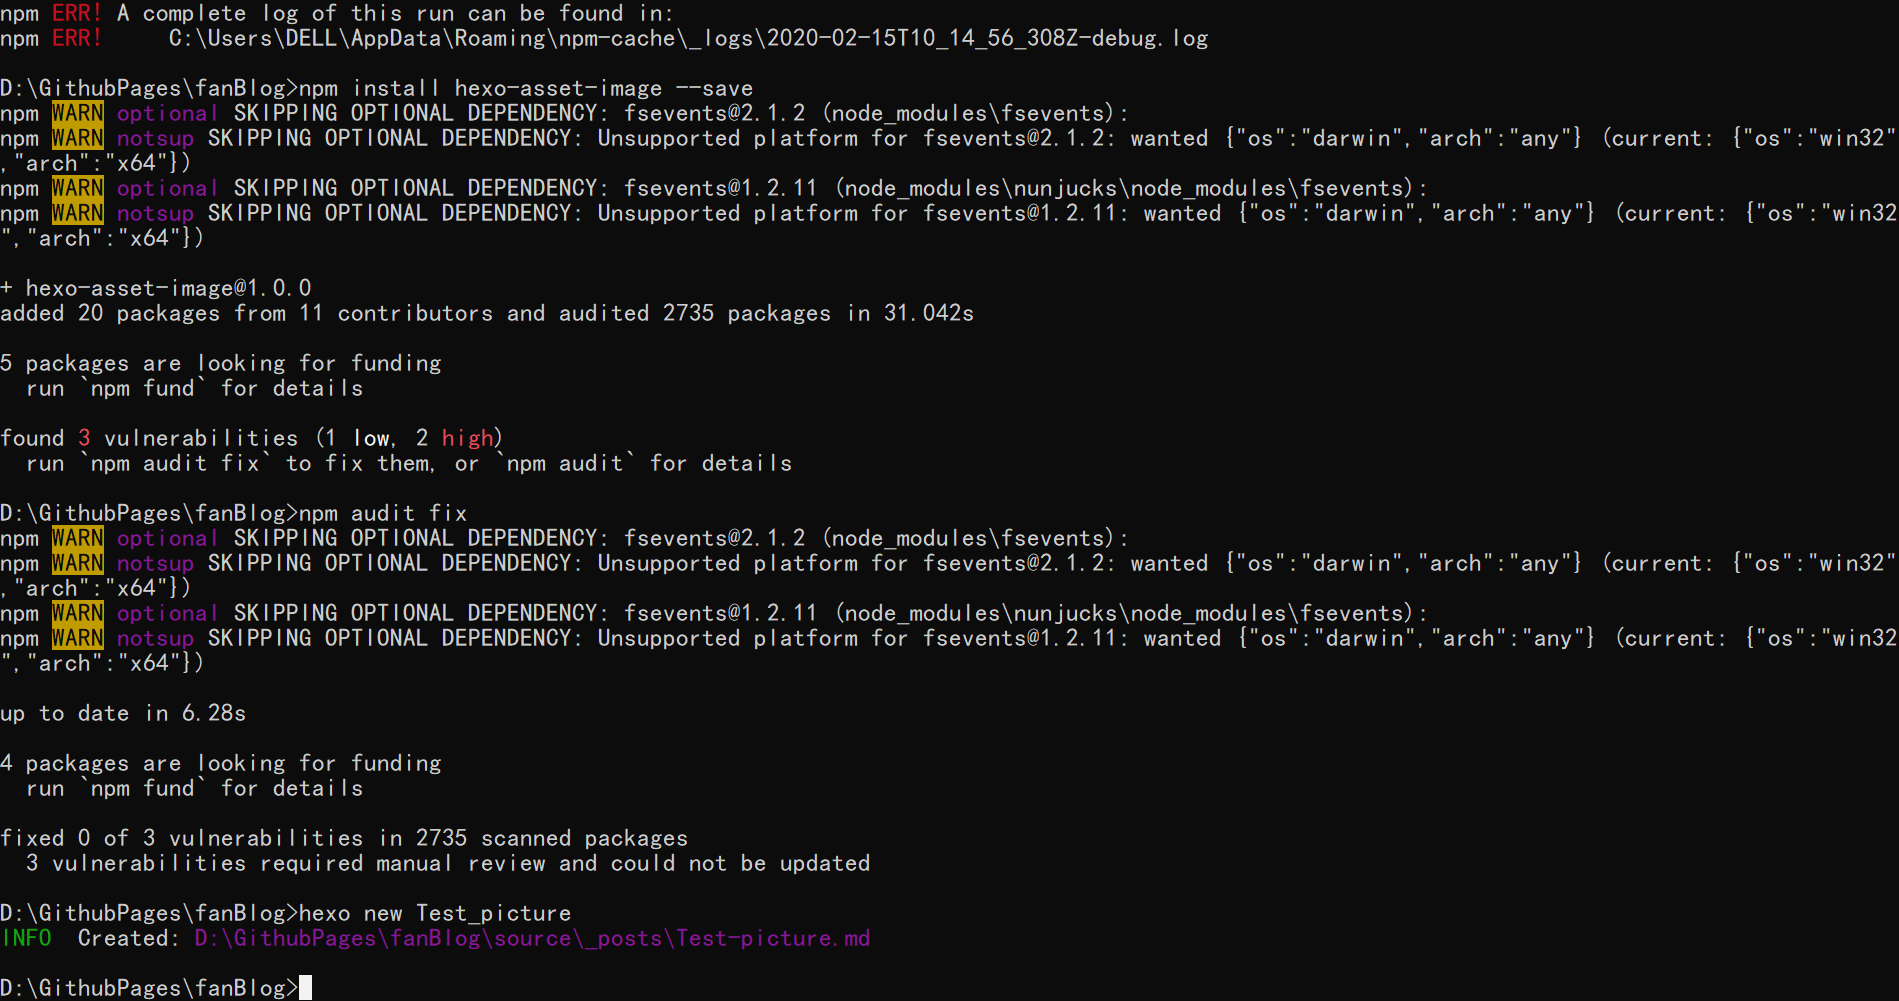 npm ERR! A complete log of this run can be found in:
npm ERR!     C:\Users\DELL\AppData\Roaming\npm-cache\_logs\2020-02-15T10_14_56_308Z-debug.log
D:\GithubPages\fanBlog>npm install hexo-asset-image --save
npm WARN optional SKIPPING OPTIONAL DEPENDENCY: fsevents@2.1.2 (node_modules\fsevents):
npm WARN notsup SKIPPING OPTIONAL DEPENDENCY: Unsupported platform for fsevents@2.1.2: wanted {"os":"darwin","arch":"any"} (current: {"os":"win32"
,"arch":"x64"})
npm WARN optional SKIPPING OPTIONAL DEPENDENCY: fsevents@1.2.11 (node_modules\nunjucks\node_modules\fsevents):
npm WARN notsup SKIPPING OPTIONAL DEPENDENCY: Unsupported platform for fsevents@1.2.11: wanted {"os":"darwin","arch":"any"} (current: {"os":"win32
","arch":"x64"})
+ hexo-asset-image@1.0.0
added 20 packages from 11 contributors and audited 2735 packages in 31.042s
5 packages are looking for funding
  run `npm fund` for details
found 3 vulnerabilities (1 low, 2 high)
  run `npm audit fix` to fix them, or `npm audit` for details
D:\GithubPages\fanBlog>npm audit fix
npm WARN optional SKIPPING OPTIONAL DEPENDENCY: fsevents@2.1.2 (node_modules\fsevents):
npm WARN notsup SKIPPING OPTIONAL DEPENDENCY: Unsupported platform for fsevents@2.1.2: wanted {"os":"darwin","arch":"any"} (current: {"os":"win32"
,"arch":"x64"})
npm WARN optional SKIPPING OPTIONAL DEPENDENCY: fsevents@1.2.11 (node_modules\nunjucks\node_modules\fsevents):
npm WARN notsup SKIPPING OPTIONAL DEPENDENCY: Unsupported platform for fsevents@1.2.11: wanted {"os":"darwin","arch":"any"} (current: {"os":"win32
","arch":"x64"})
up to date in 6.28s
4 packages are looking for funding
  run `npm fund` for details
fixed 0 of 3 vulnerabilities in 2735 scanned packages
  3 vulnerabilities required manual review and could not be updated
D:\GithubPages\fanBlog>hexo new Test_picture
INFO  Created: D:\GithubPages\fanBlog\source\_posts\Test-picture.md
D:\GithubPages\fanBlog>